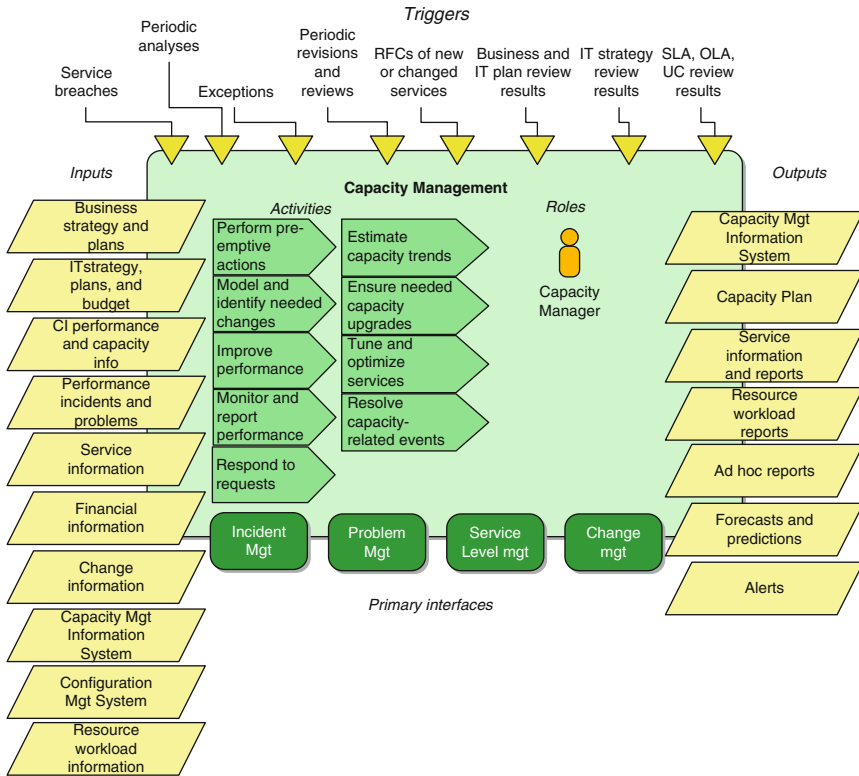 Triggers
Service
breaches
Periodic
analyses
Exceptions
Periodic
revisions
and
reviews
RFCs of new
or changed
services
Business and
IT plan review
results
IT strategy
review
results
SLA, OLA,
UC review
results
Inputs
Business
strategy and
plans
ITstrategy,
plans, and
budget
CI performance
and capacity
info
Performance
incidents and
problems
Service
information
Financial
information
Change
information
Capacity Mgt
Information
System
Configuration
Mgt System
Resource
workload
information
Capacity Management
Activities
Perform pre-
emptive
actions
Model and
identify needed
changes
Improve
performance
Monitor and
report
performance
Respond to
requests
Estimate
capacity trends
Ensure needed
capacity
upgrades
Tune and
optimize
services
Resolve
capacity-
related events
Roles
Capacity
Manager
Incident
Mgt
Problem
Mgt
Service
Level mgt
Change
mgt
Primary interfaces
Outputs
Capacity Mgt
Information
System
Capacity Plan
Service
information
and reports
Resource
workload
reports
Ad hoc reports
Forecasts and
predictions
Alerts